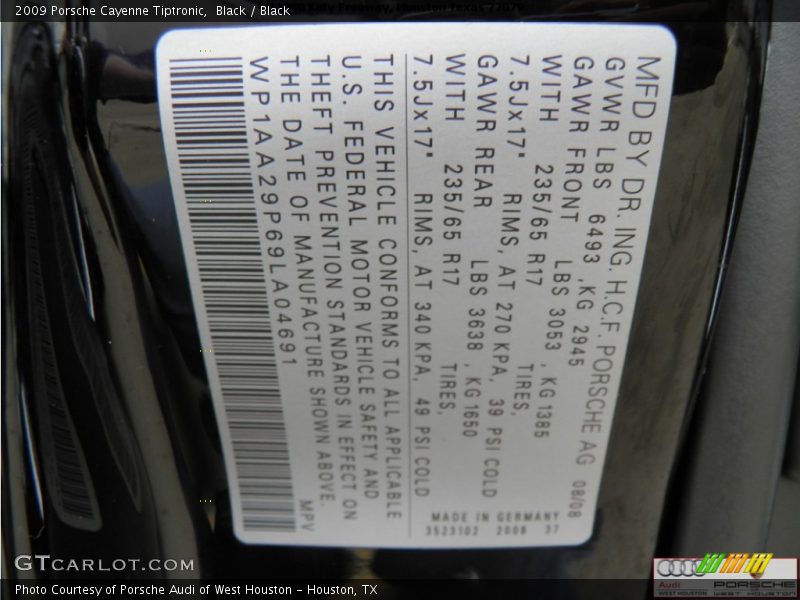 2009 Porsche Cayenne Tiptronic,  Black / Black
MFD BY DR. ING. H.C.F. PORSCHE AG 08/08
GVWR LBS 6493 ,KG 2945
GAWR FRONT LBS 3053 , KG 1385
WITH 235/65 R17 TIRES,
7.5Jx17" RIMS, AT 270 KPA, 39 PSI COLD
GAWR REAR LBS 3638 , KG 1650
WITH 235/65 R17 TIRES,
7.5Jx17" RIMS, AT 340 KPA, 49 PSI COLD
THIS VEHICLE CONFORMS TO ALL APPLICABLE
U.S. FEDERAL MOTOR VEHICLE SAFETY AND
THEFT PREVENTION STANDARDS IN EFFECT ON
THE DATE OF MANUFACTURE SHOWN ABOVE.
WP1AA29P69LA04691 MPV
MADE IN GERMANY
3523102 2008 37
GTCARLOT.COM
Photo Courtesy of Porsche Audi of West Houston – Houston, TX
Audi PORSCHE
WEST HOUSTON WEST HOUSTON